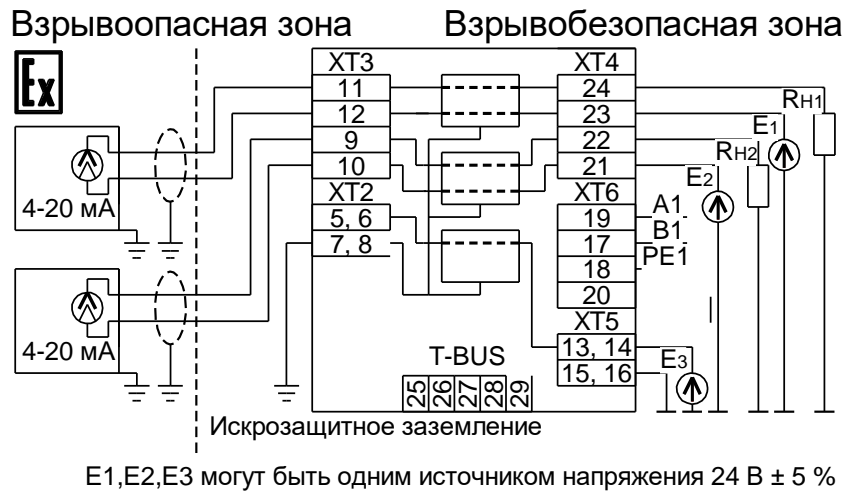 Взрывоопасная зона Взрывобезопасная зона
Ex
XT3 XT4
11 24
12 23
9 22
10 21
XT2 XT6
5, 6 19
7, 8 17
18
20
XT5
13, 14
15, 16
RН1
E1
RН2
E2
A1
B1
PE1
E3
4-20 мА
4-20 мА
T-BUS
25 26 27 28 29
Искрозащитное заземление
E1,E2,E3 могут быть одним источником напряжения 24 В ± 5 %